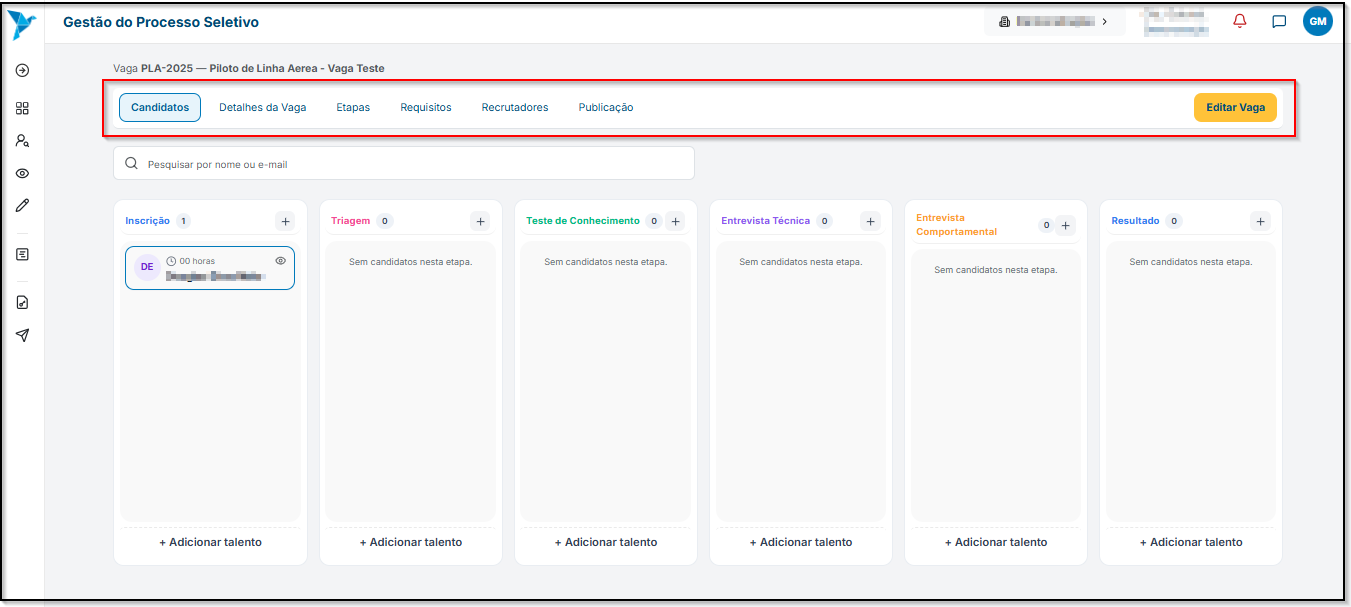 Gestão do Processo Seletivo
GM
Vaga PLA-2025 — Piloto de Linha Aerea - Vaga Teste
Candidatos Detalhes da Vaga Etapas Requisitos Recrutadores Publicação Editar Vaga
Pesquisar por nome ou e-mail
Inscrição 1 +
DE 00 horas
+ Adicionar talento
Triagem 0 +
Sem candidatos nesta etapa.
+ Adicionar talento
Teste de Conhecimento 0 +
Sem candidatos nesta etapa.
+ Adicionar talento
Entrevista Técnica 0 +
Sem candidatos nesta etapa.
+ Adicionar talento
Entrevista
Comportamental 0 +
Sem candidatos nesta etapa.
+ Adicionar talento
Resultado 0 +
Sem candidatos nesta etapa.
+ Adicionar talento